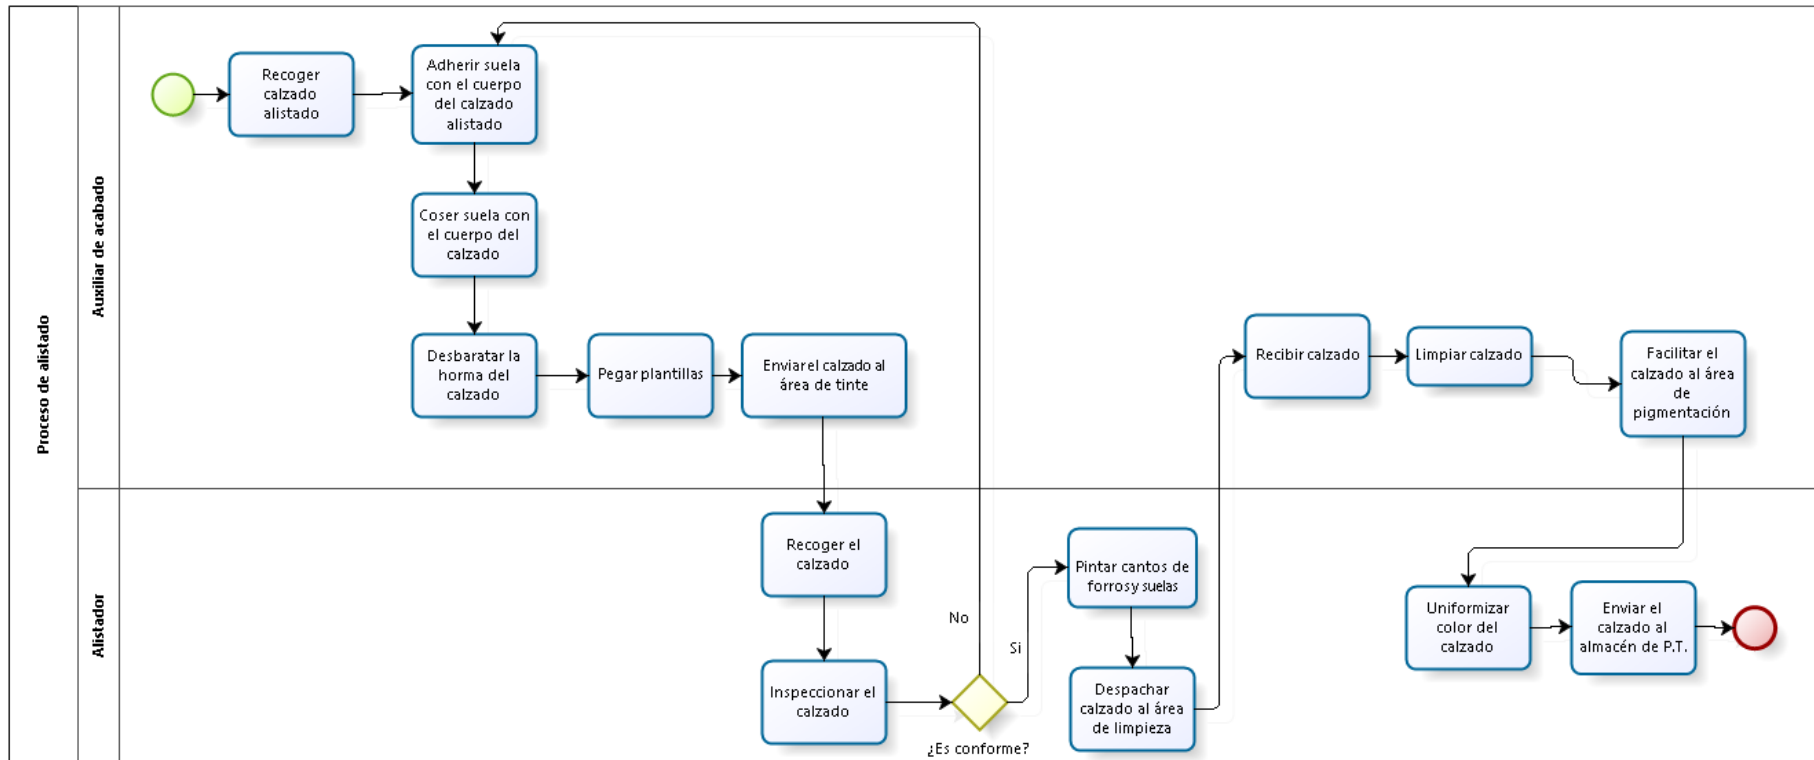 Proceso de alistado
Auxiliar de acabado
Recoger
calzado
alistado
Adherir suela
con el cuerpo
del calzado
alistado
Coser suela con
el cuerpo del
calzado
Desbaratar la
horma del
calzado
Pegar plantillas
Enviar el calzado al
área de tinte
Recibir calzado
Limpiar calzado
Facilitar el
calzado al área
de
pigmentación
Alistador
Recoger el
calzado
Inspeccionar el
calzado
¿Es conforme?
No
Si
Pintar cantos de
forros y suelas
Despachar
calzado al área
de limpieza
Uniformizar
color del
calzado
Enviar el
calzado al
almacén de P.T.